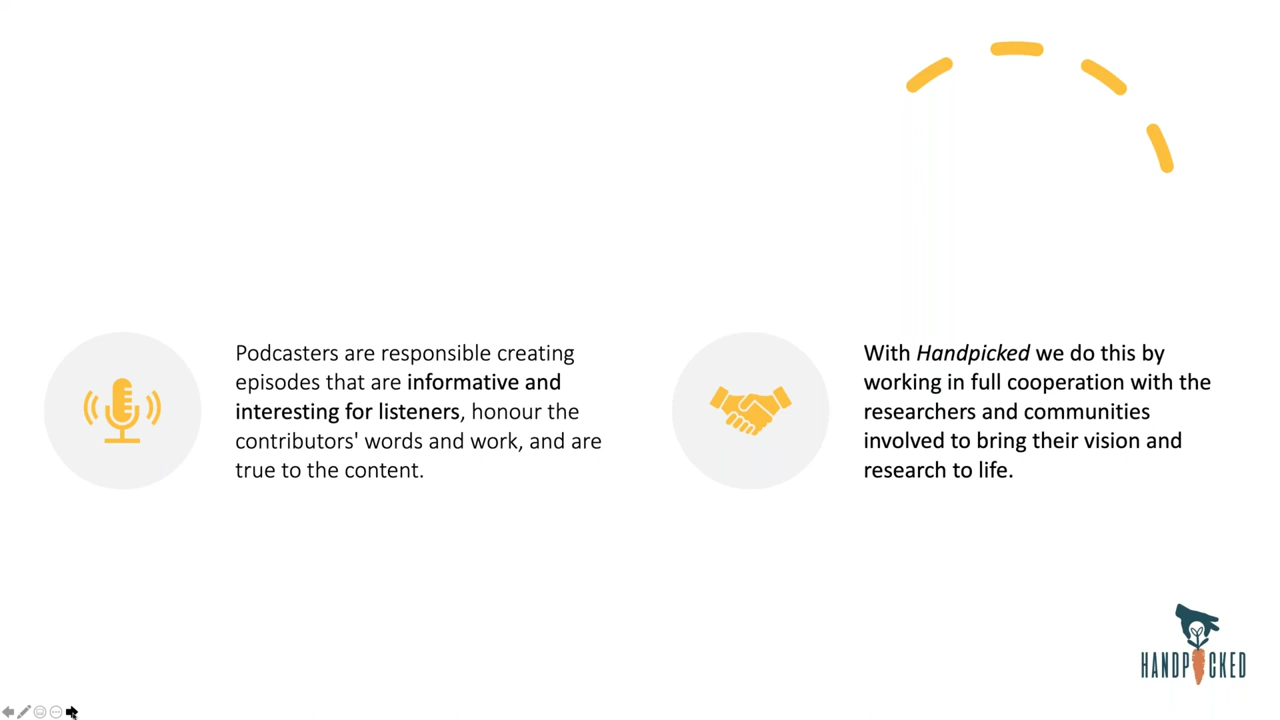 Podcasters are responsible creating
episodes that are informative and
interesting for listeners, honour the
contributors' words and work, and are
true to the content.
With Handpicked we do this by
working in full cooperation with the
researchers and communities
involved to bring their vision and
research to life.
HANDPICKED